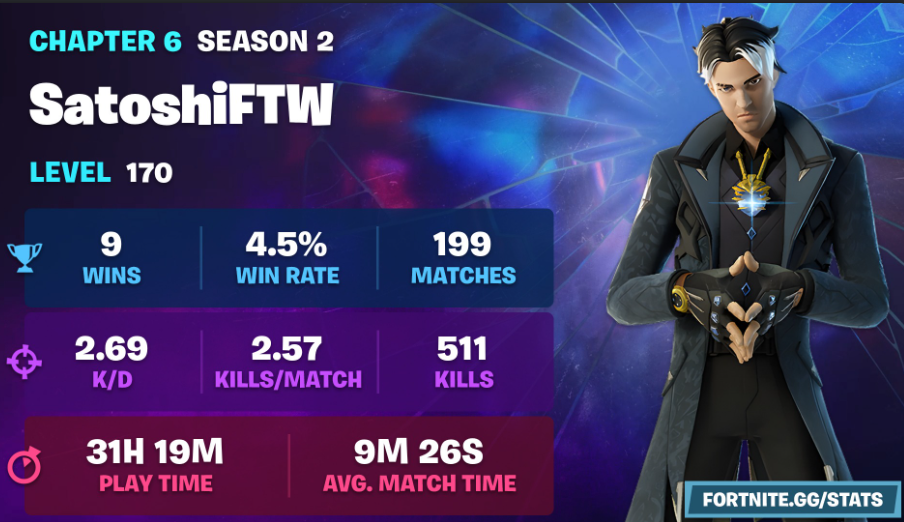 CHAPTER 6 SEASON 2
SatoshiFTW
LEVEL 170
9 4.5% 199
WINS WIN RATE MATCHES
2.69 2.57 511
K/D KILLS/MATCH KILLS
31H 19M 9M 26S
PLAY TIME AVG. MATCH TIME
FORTNITE.GG/STATS